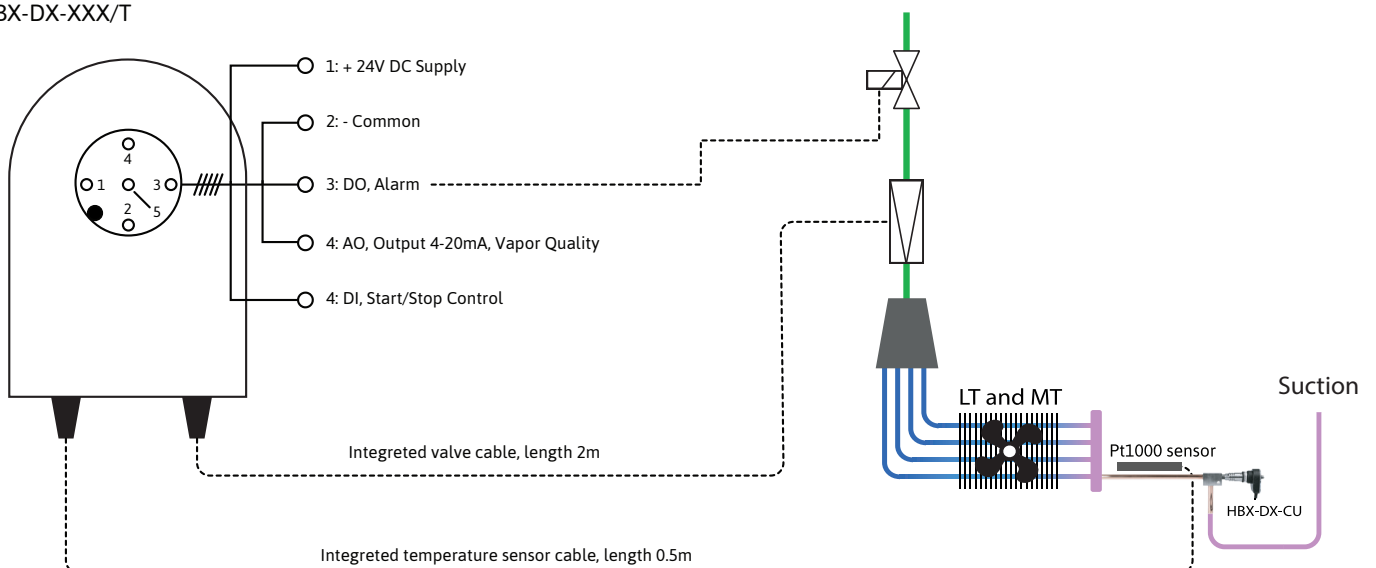 BX-DX-XXX/T
1: + 24V DC Supply
2: - Common
3: DO, Alarm
4: AO, Output 4-20mA, Vapor Quality
4: DI, Start/Stop Control
4
1
3
2
5
LT and MT
Suction
Pt1000 sensor
HBX-DX-CU
Integreted valve cable, length 2m
Integreted temperature sensor cable, length 0.5m